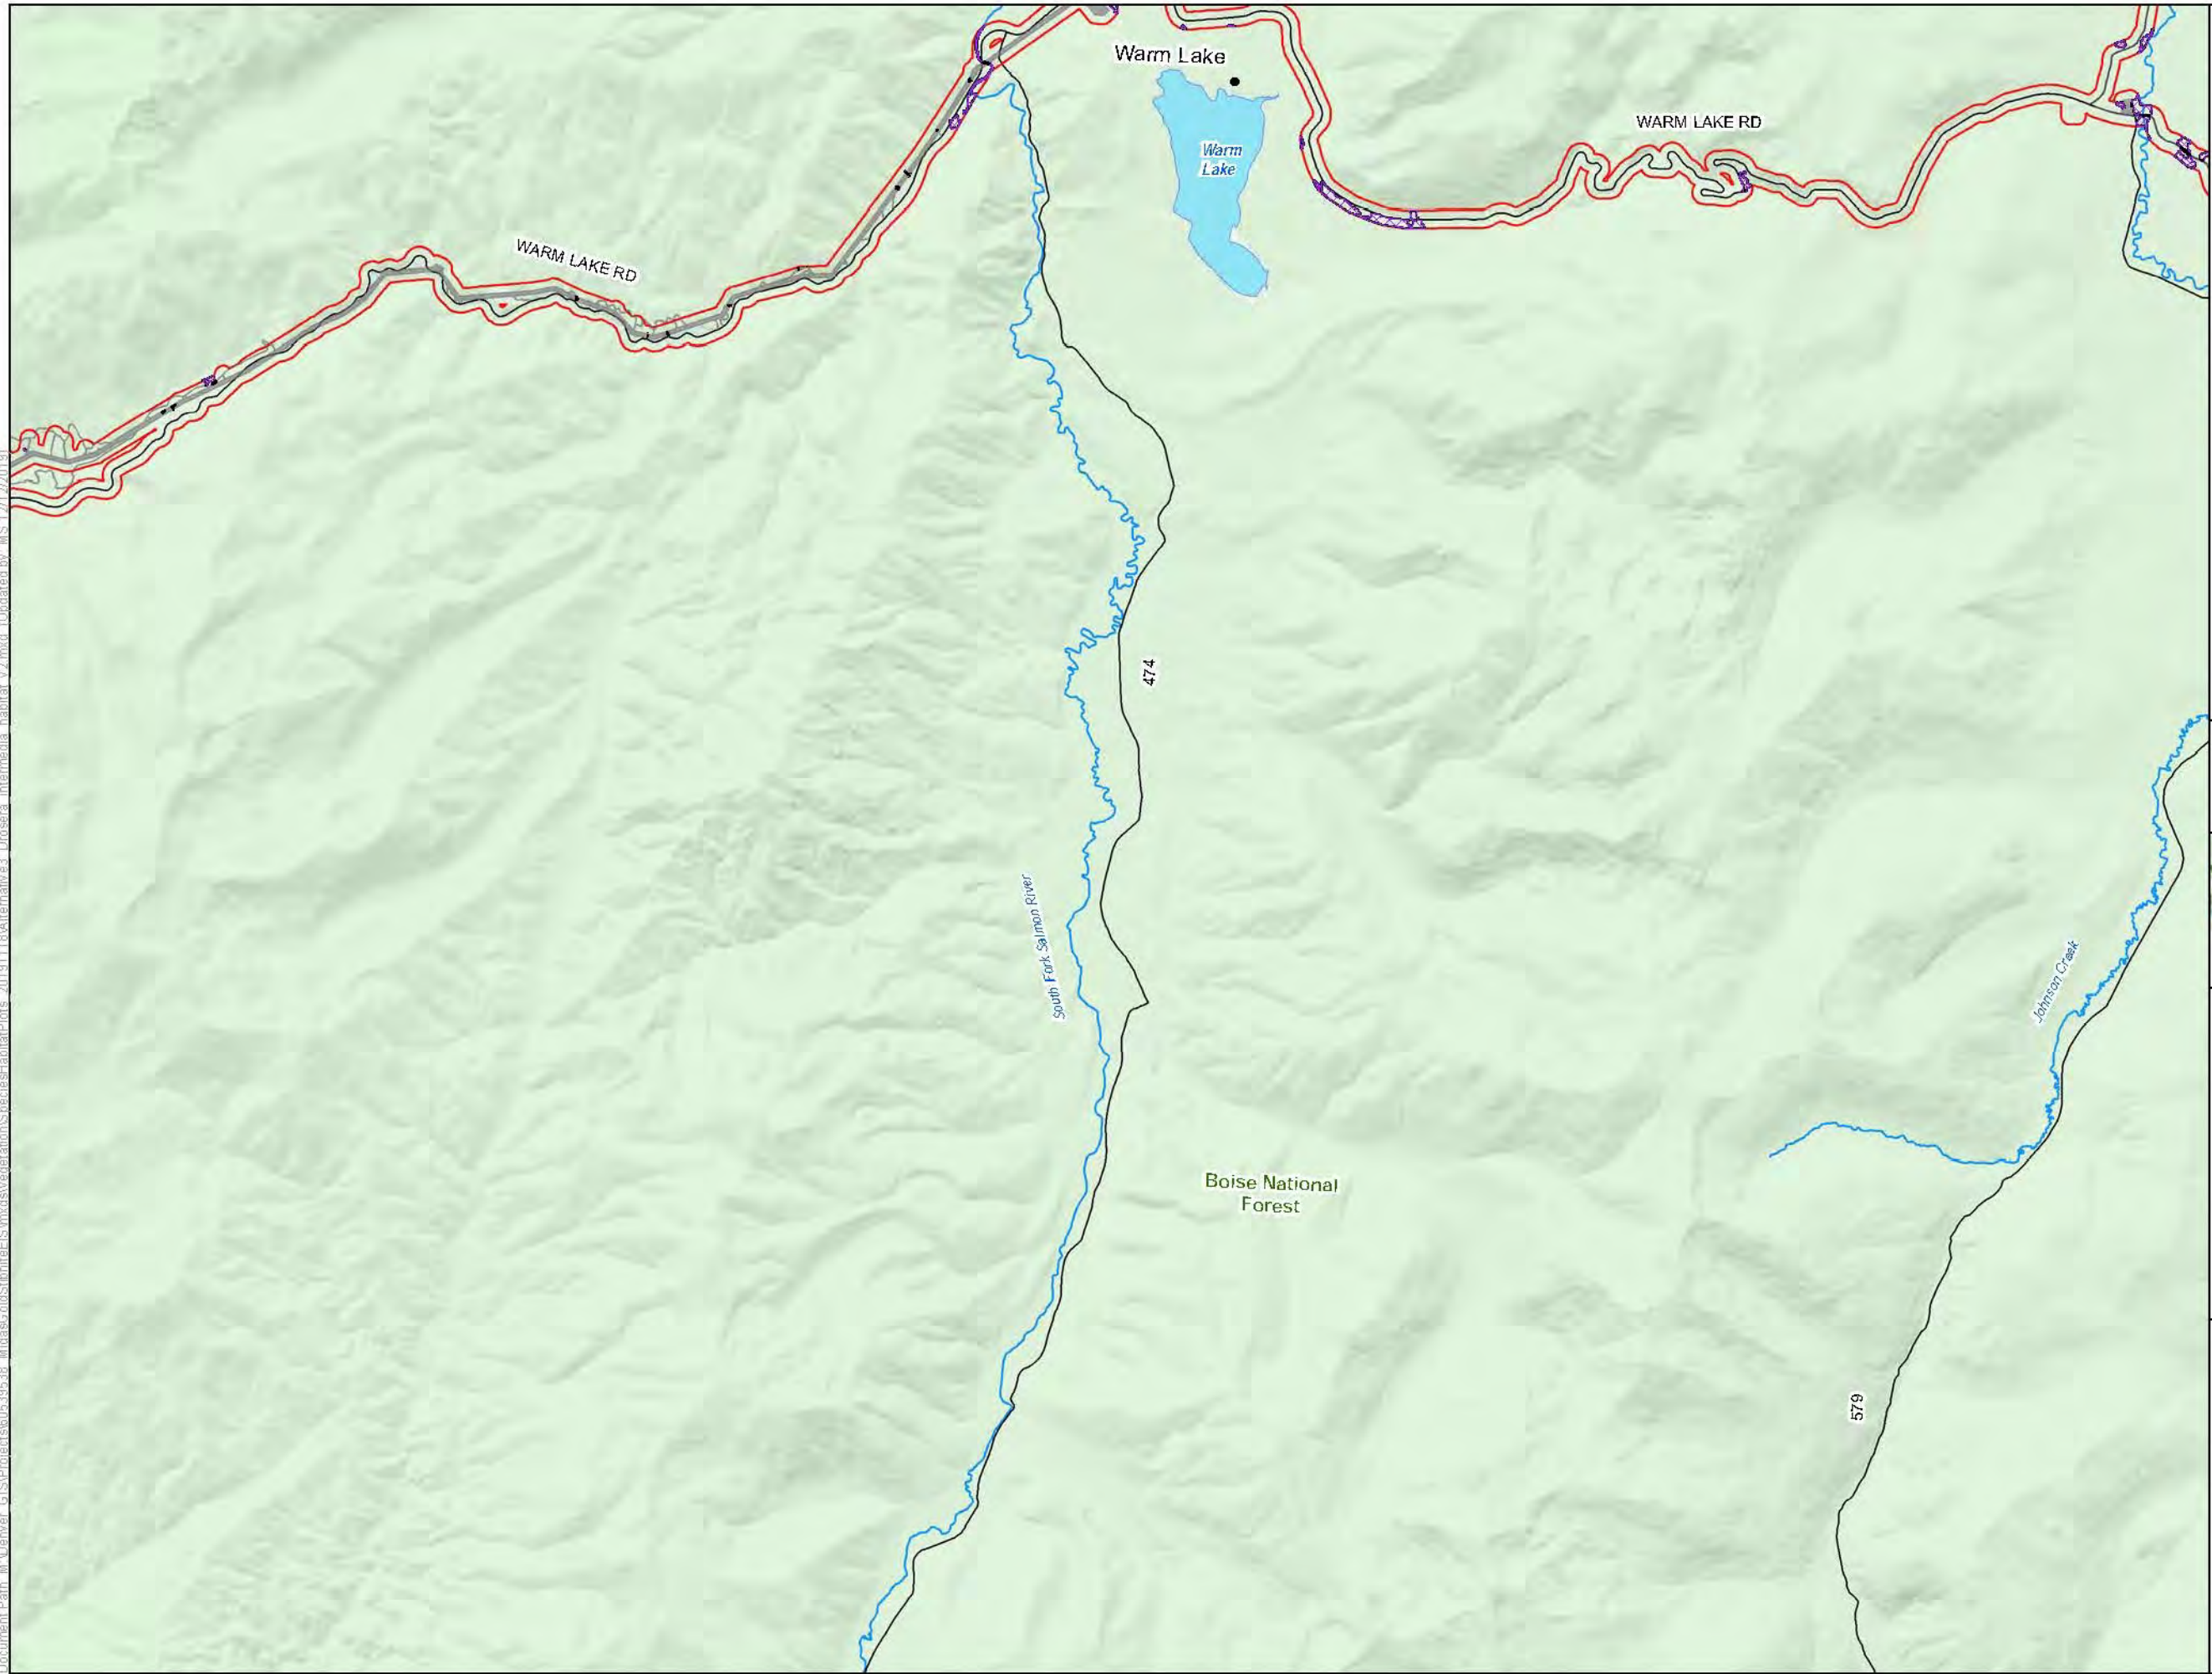 Warm Lake
WARM LAKE RD
Warm
Lake
WARM LAKE RD
474
South Fork Salmon River
Johnson Creek
Boise National
Forest
579